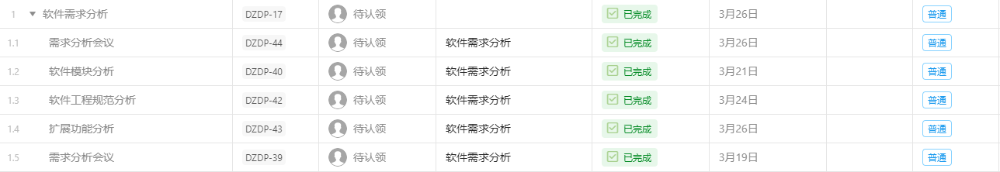 1 软件需求分析 DZDP-17 待认领 已完成 3月26日 普通
1.1 需求分析会议 DZDP-44 待认领 软件需求分析 已完成 3月26日 普通
1.2 软件模块分析 DZDP-40 待认领 软件需求分析 已完成 3月21日 普通
1.3 软件工程规范分析 DZDP-42 待认领 软件需求分析 已完成 3月24日 普通
1.4 扩展功能分析 DZDP-43 待认领 软件需求分析 已完成 3月26日 普通
1.5 需求分析会议 DZDP-39 待认领 软件需求分析 已完成 3月19日 普通